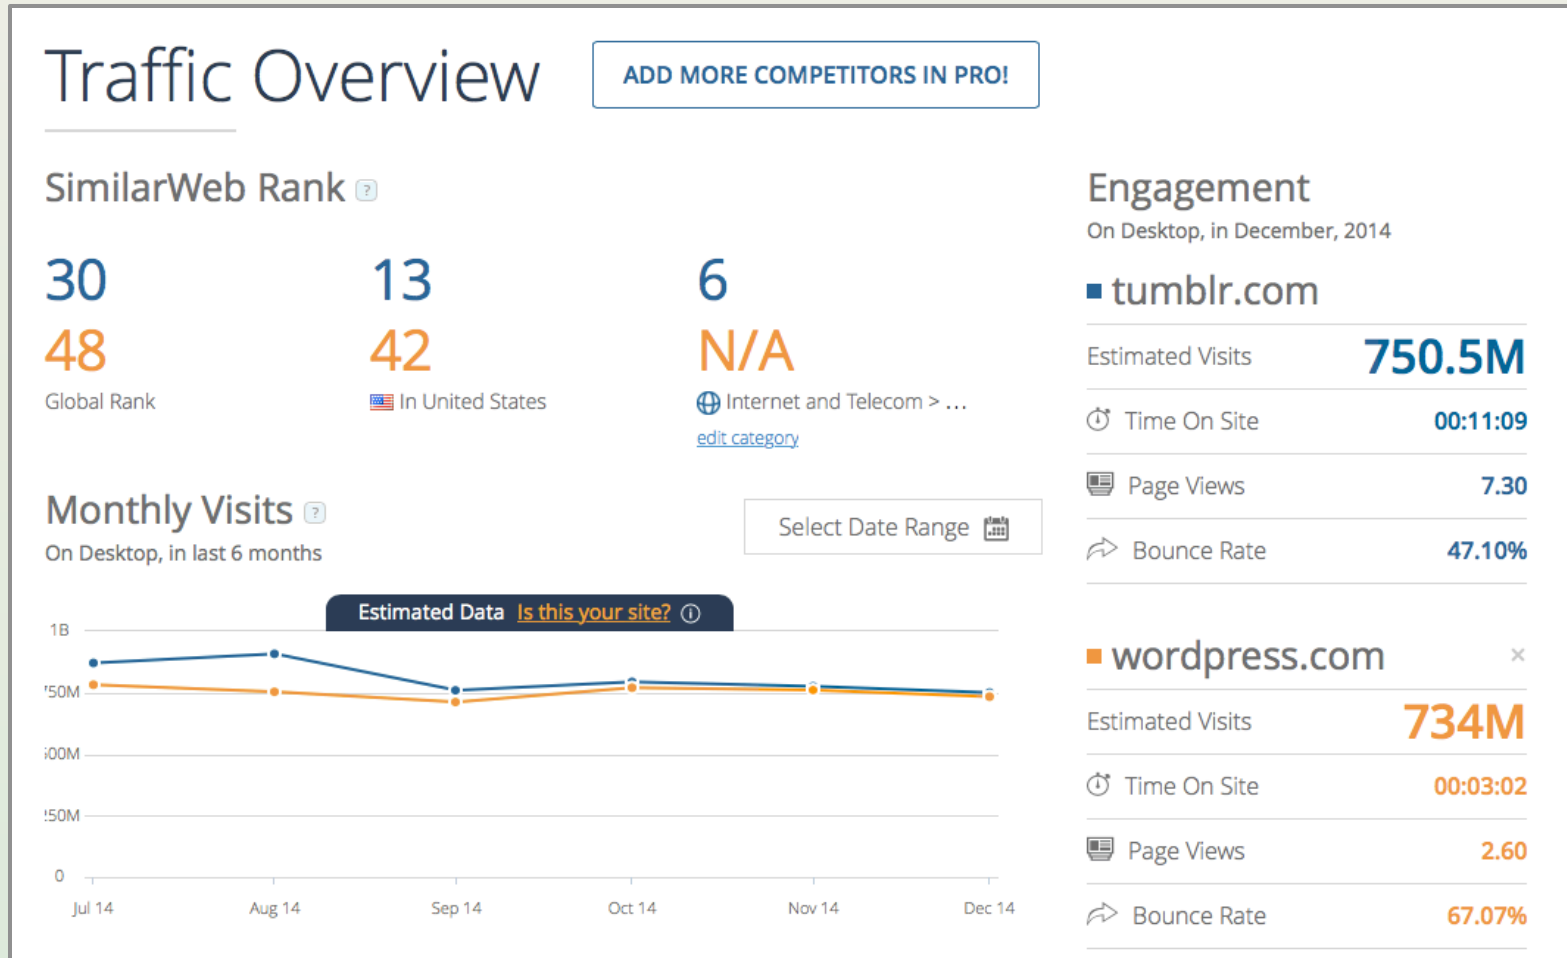 Traffic Overview
ADD MORE COMPETITORS IN PRO!
SimilarWeb Rank ?
30 13 6
48 42 N/A
Global Rank In United States Internet and Telecom > ...
edit category
Monthly Visits ?
On Desktop, in last 6 months
Select Date Range
Estimated Data Is this your site? i
1B
750M
500M
250M
0
Jul 14 Aug 14 Sep 14 Oct 14 Nov 14 Dec 14
Engagement
On Desktop, in December, 2014
tumblr.com
Estimated Visits 750.5M
Time On Site 00:11:09
Page Views 7.30
Bounce Rate 47.10%
wordpress.com ×
Estimated Visits 734M
Time On Site 00:03:02
Page Views 2.60
Bounce Rate 67.07%